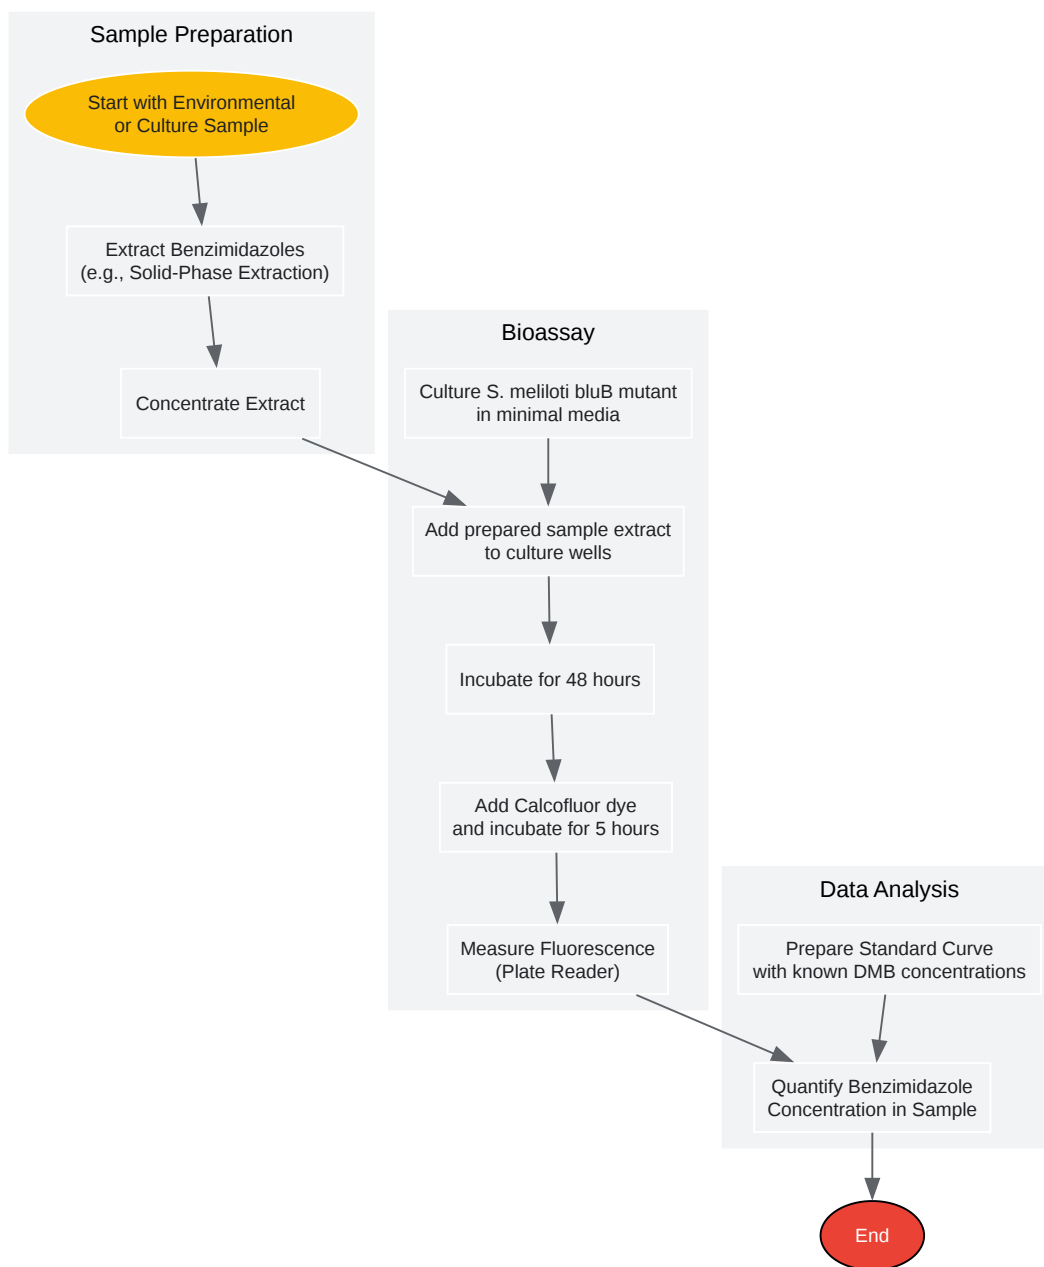 Sample Preparation
Start with Environmental
or Culture Sample
Extract Benzimidazoles
(e.g., Solid-Phase Extraction)
Concentrate Extract
Bioassay
Culture S. meliloti bluB mutant
in minimal media
Add prepared sample extract
to culture wells
Incubate for 48 hours
Add Calcofluor dye
and incubate for 5 hours
Measure Fluorescence
(Plate Reader)
Data Analysis
Prepare Standard Curve
with known DMB concentrations
Quantify Benzimidazole
Concentration in Sample
End